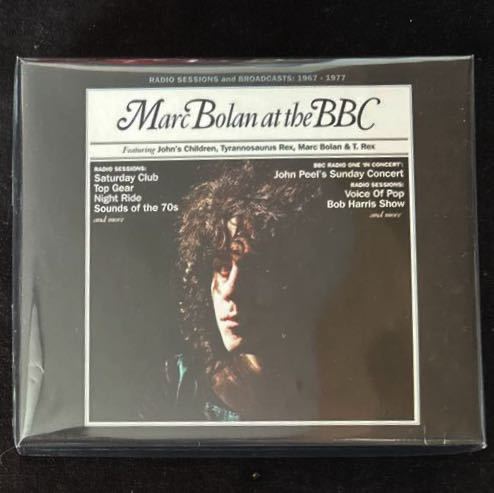 RADIO SESSIONS and BROADCASTS: 1967 - 1977
Marc Bolan at the BBC
Featuring John's Children, Tyrannosaurus Rex, Marc Bolan & T. Rex
RADIO SESSIONS:
Saturday Club
Top Gear
Night Ride
Sounds of the 70s
and more
BBC RADIO ONE 'IN CONCERT':
John Peel's Sunday Concert
RADIO SESSIONS:
Voice Of Pop
Bob Harris Show
and more